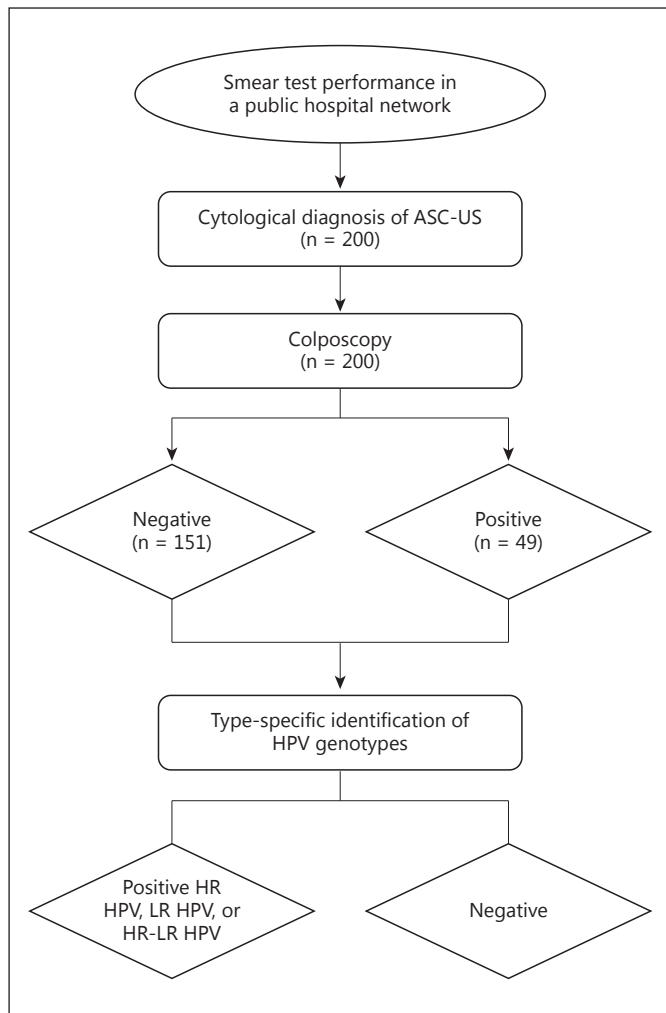 Smear test performance in
a public hospital network
Cytological diagnosis of ASC-US
(n = 200)
Colposcopy
(n = 200)
Negative
(n = 151)
Positive
(n = 49)
Type-specific identification of
HPV genotypes
Positive HR
HPV, LR HPV, or
HR-LR HPV
Negative